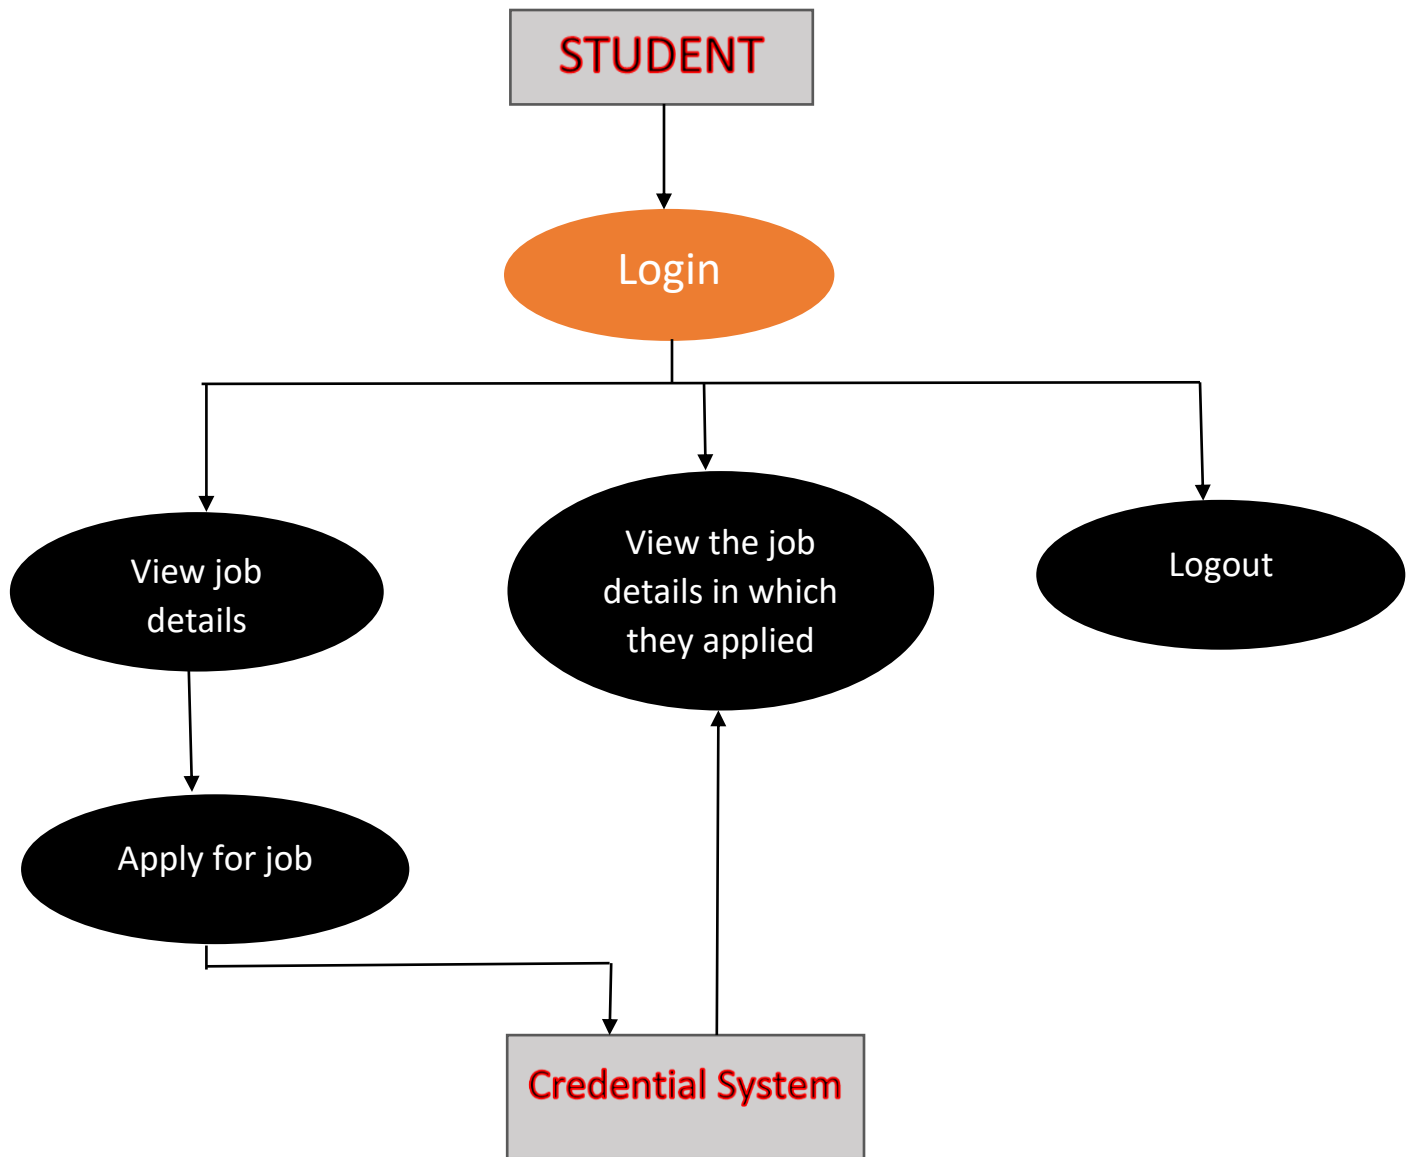 STUDENT
Login
View job
details
View the job
details in which
they applied
Logout
Apply for job
Credential System